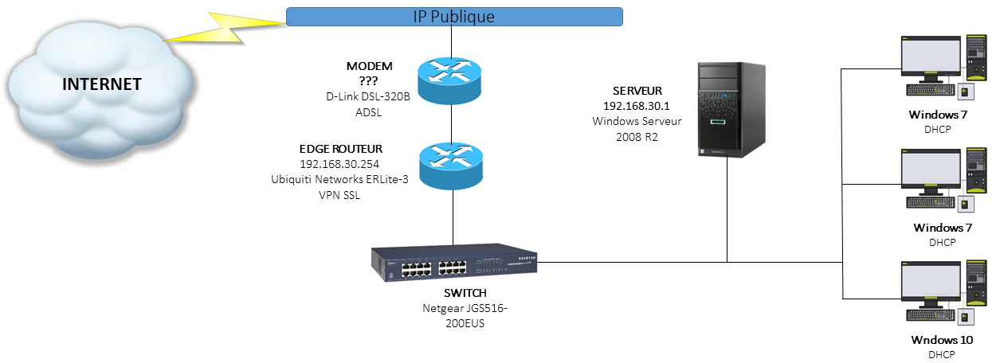 IP Publique
INTERNET
MODEM
???
D-Link DSL-320B
ADSL
EDGE ROUTEUR
192.168.30.254
Ubiquiti Networks ERLite-3
VPN SSL
SWITCH
Netgear JGS516-
200EUS
SERVEUR
192.168.30.1
Windows Serveur
2008 R2
Windows 7
DHCP
Windows 7
DHCP
Wndows 10
DHCP